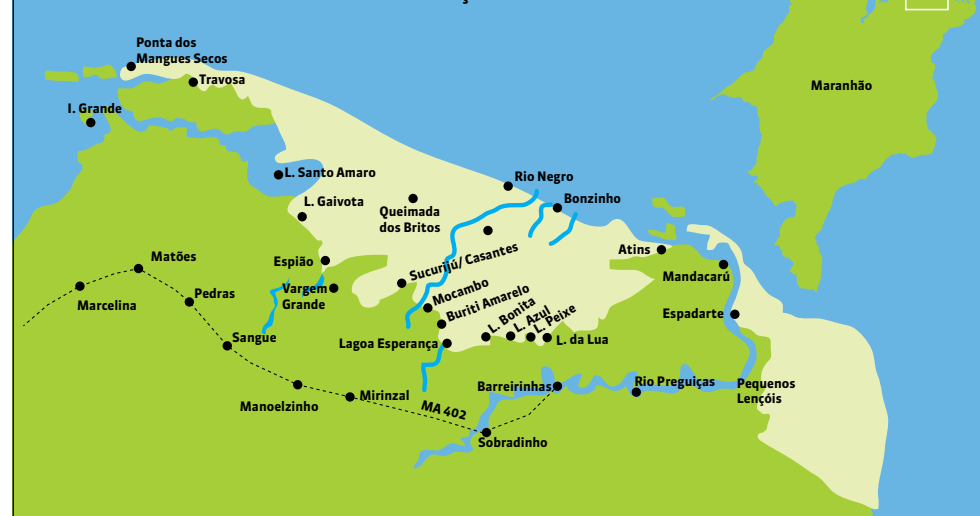 Ponta dos
Mangues Secos
Travosa
I. Grande
Maranhão
L. Santo Amaro
L. Gaivota
Queimada
dos Britos
Rio Negro
Bonzinho
Atins
Mandacarú
Matões
Espião
Sucurijú/ Casantes
Marcelina
Pedras
Vargem
Grande
Mocambo
Buriti Amarelo
L. Bonita
L. Azul
L. Peixe
L. da Lua
Espadarte
Sangue
Lagoa Esperança
Manoelzinho
Mirinzal
MA 402
Barreirinhas
Rio Preguiças
Pequenos
Lençóis
Sobradinho